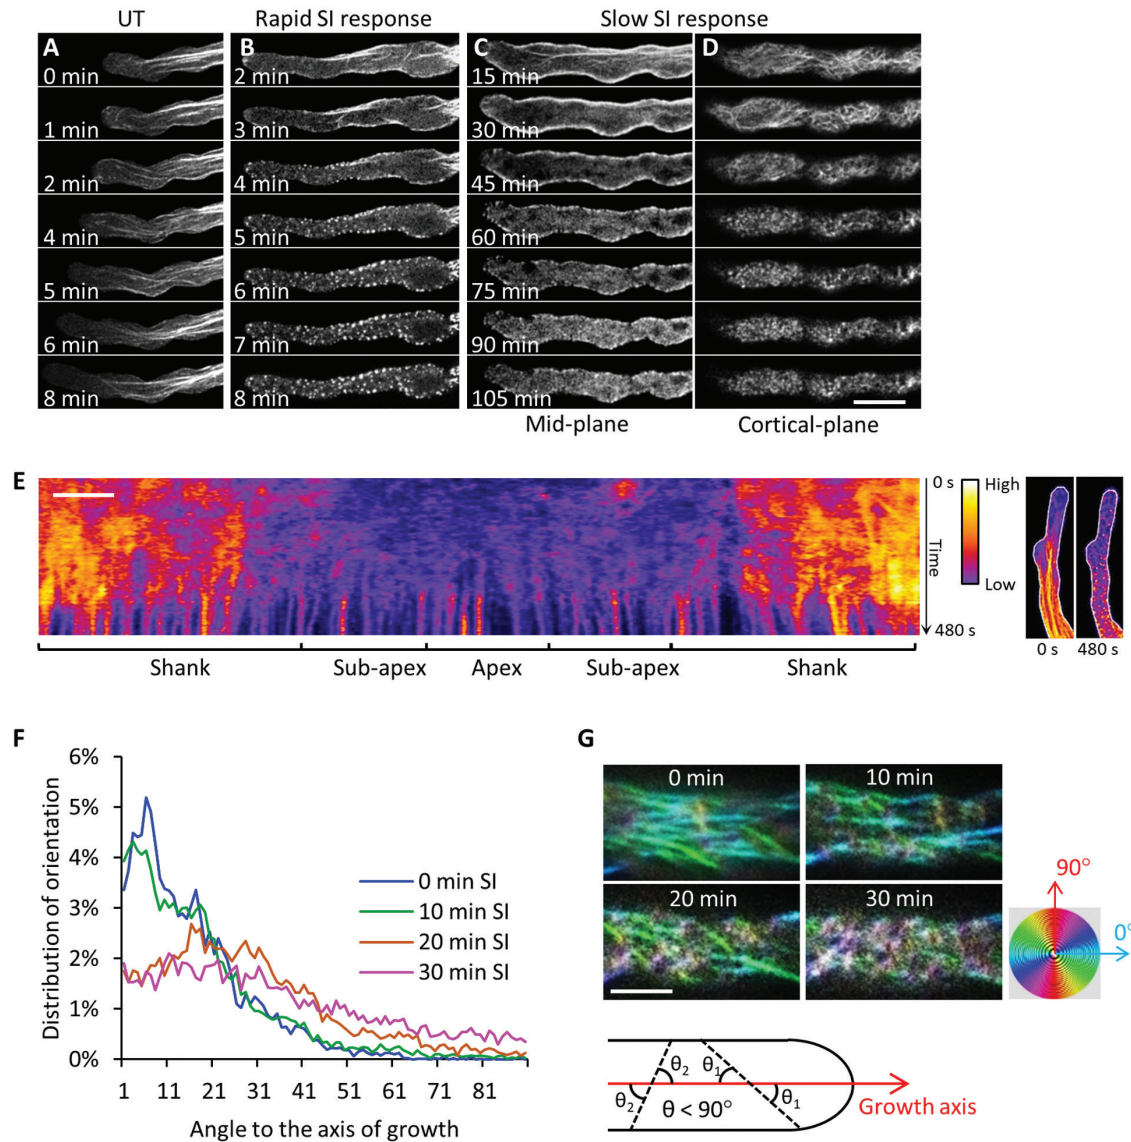 UT
Rapid SI response
Slow SI response
A
0 min
1 min
2 min
4 min
5 min
6 min
8 min
B
2 min
3 min
4 min
5 min
6 min
7 min
8 min
C
15 min
30 min
45 min
60 min
75 min
90 min
105 min
D
Mid-plane
Cortical-plane
E
0 s
Time
480 s
High
Low
0 s
480 s
Shank
Sub-apex
Apex
Sub-apex
Shank
F
6%
5%
4%
3%
2%
1%
0%
Distribution of orientation
0 min SI
10 min SI
20 min SI
30 min SI
1 11 21 31 41 51 61 71 81
Angle to the axis of growth
G
0 min
10 min
20 min
30 min
90°
0°
θ₂
θ₁
θ₂
θ < 90°
θ₁
Growth axis